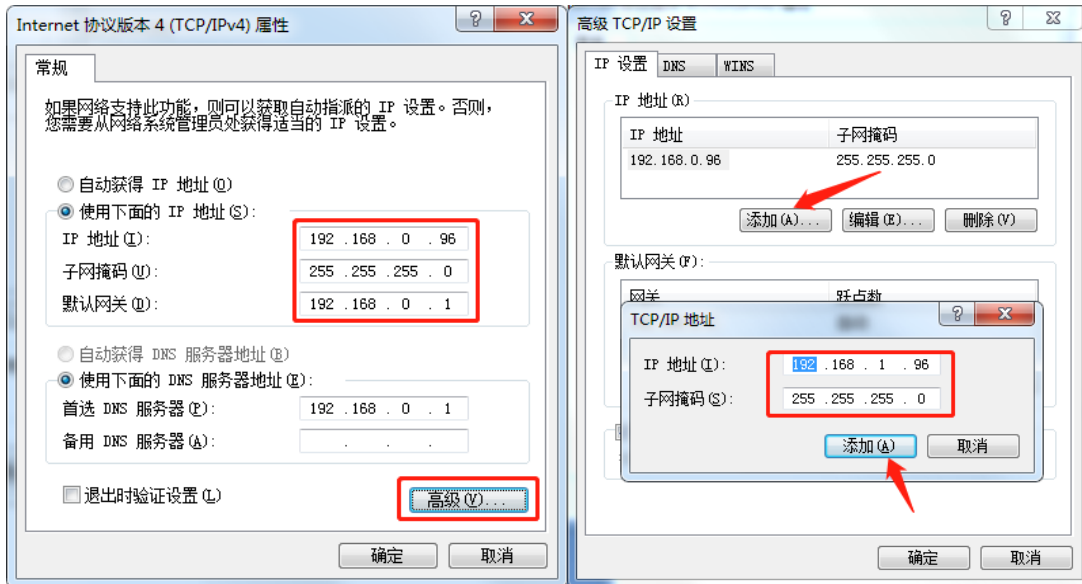 Internet 协议版本 4 (TCP/IPv4) 属性
常规
如果网络支持此功能，则可以获取自动指派的 IP 设置。否则，
您需要从网络系统管理员处获得适当的 IP 设置。
自动获得 IP 地址(O)
使用下面的 IP 地址(S):
IP 地址(I): 192 .168 . 0 . 96
子网掩码(U): 255 .255 .255 . 0
默认网关(D): 192 .168 . 0 . 1
自动获得 DNS 服务器地址(B)
使用下面的 DNS 服务器地址(E):
首选 DNS 服务器(P): 192 .168 . 0 . 1
备用 DNS 服务器(A): . . .
退出时验证设置(L)
高级(V)...
确定 取消
高级 TCP/IP 设置
IP 设置 DNS WINS
IP 地址(R)
IP 地址 子网掩码
192.168.0.96 255.255.255.0
添加(A)... 编辑(E)... 删除(V)
默认网关(F):
网关 跃点数
TCP/IP 地址
IP 地址(I): 192 .168 . 1 . 96
子网掩码(S): 255 .255 .255 . 0
添加(A) 取消
确定 取消